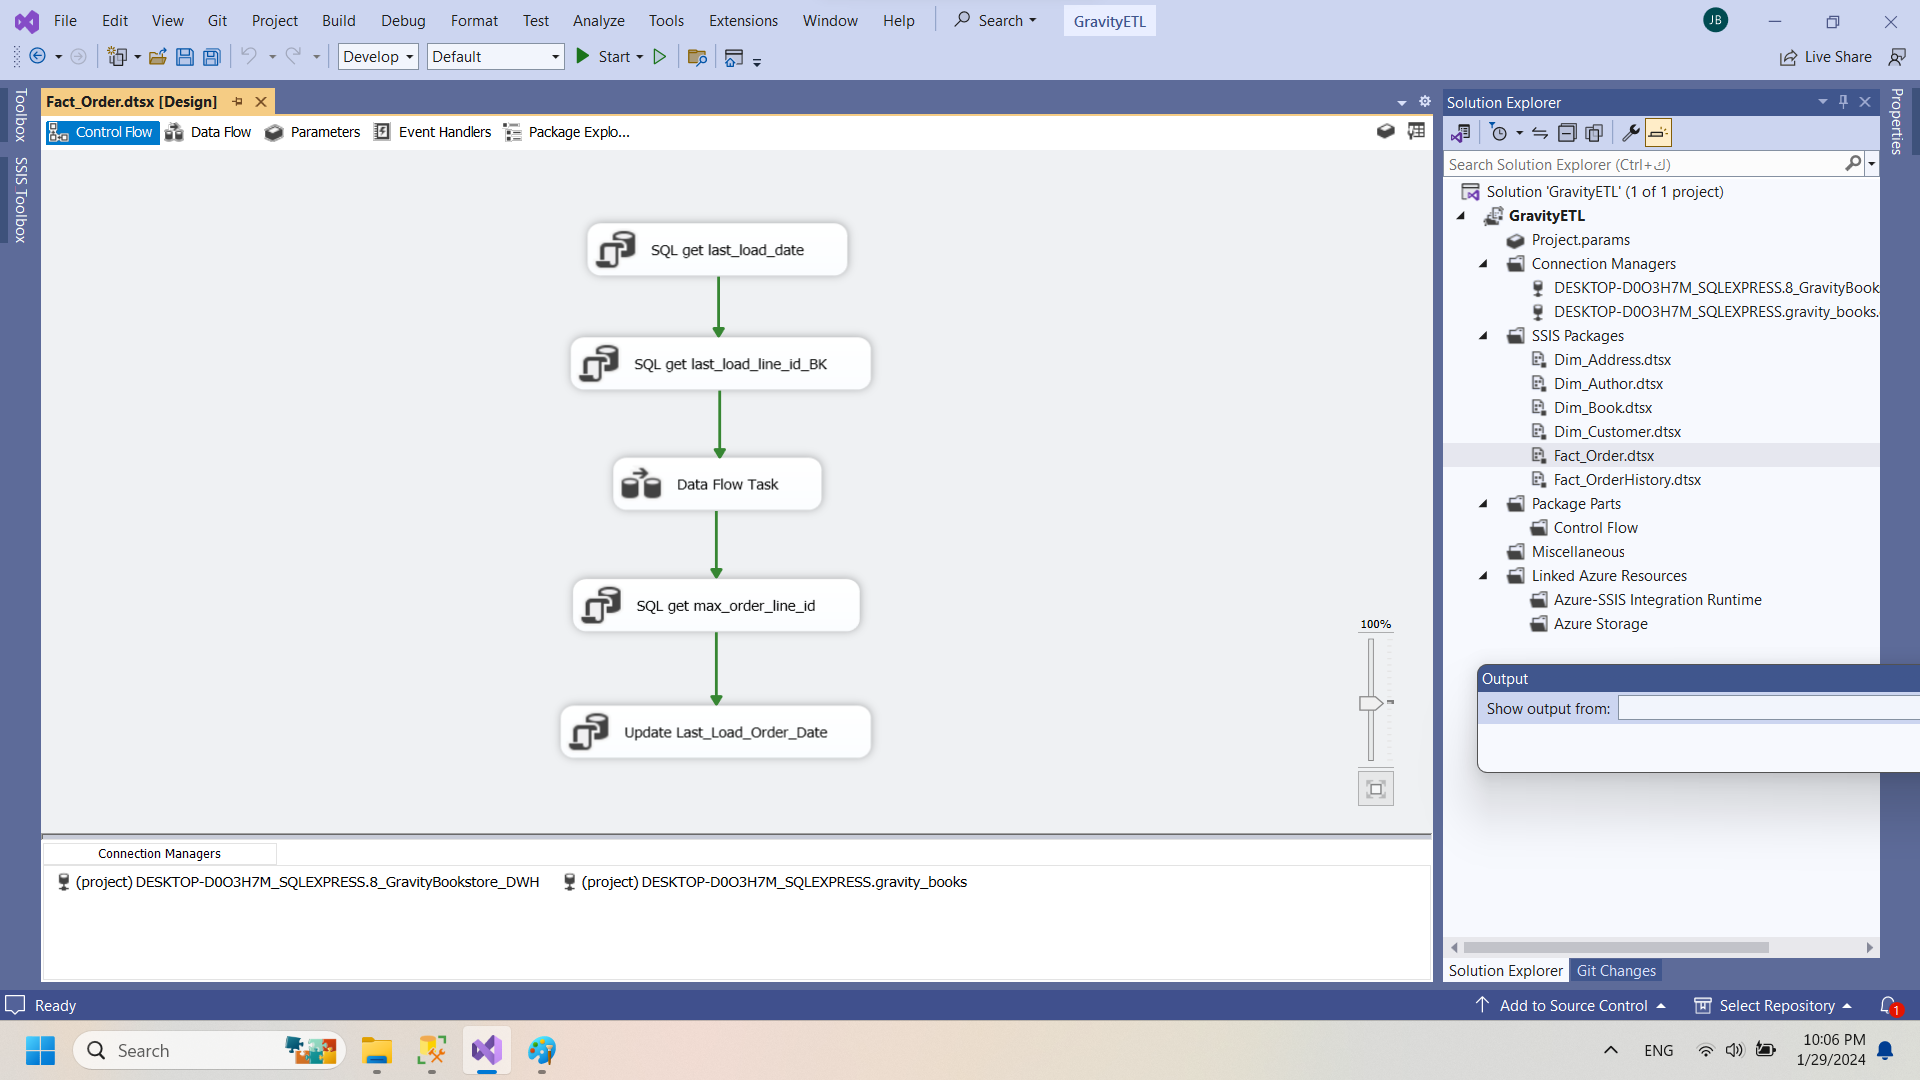 File Edit View Git Project Build Debug Format Test Analyze Tools Extensions Window Help Search GravityETL JB
Develop Default Start Live Share
Toolbox
SSIS Toolbox
Fact_Order.dtsx [Design]
Control Flow Data Flow Parameters Event Handlers Package Explo...
SQL get last_load_date
SQL get last_load_line_id_BK
Data Flow Task
SQL get max_order_line_id
Update Last_Load_Order_Date
100%
Connection Managers
(project) DESKTOP-D0O3H7M_SQLEXPRESS.8_GravityBookstore_DWH (project) DESKTOP-D0O3H7M_SQLEXPRESS.gravity_books
Solution Explorer
Search Solution Explorer (Ctrl+ك)
Solution 'GravityETL' (1 of 1 project)
GravityETL
Project.params
Connection Managers
DESKTOP-D0O3H7M_SQLEXPRESS.8_GravityBook
DESKTOP-D0O3H7M_SQLEXPRESS.gravity_books.
SSIS Packages
Dim_Address.dtsx
Dim_Author.dtsx
Dim_Book.dtsx
Dim_Customer.dtsx
Fact_Order.dtsx
Fact_OrderHistory.dtsx
Package Parts
Control Flow
Miscellaneous
Linked Azure Resources
Azure-SSIS Integration Runtime
Azure Storage
Output
Show output from:
Solution Explorer Git Changes
Properties
Ready Add to Source Control Select Repository 1
Search ENG 10:06 PM
1/29/2024